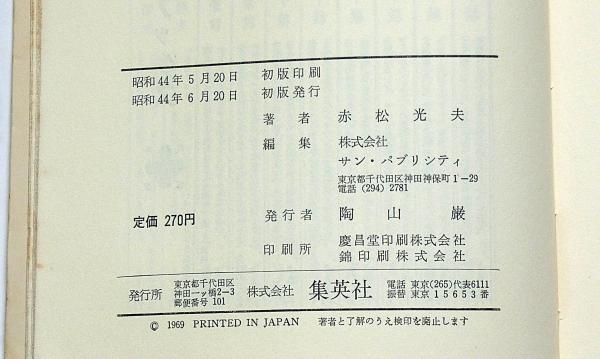 昭和44年5月20日 初版印刷
昭和44年6月20日 初版発行
著者 赤松光夫
編集 株式会社
サン・パブリシティ
東京都千代田区神田神保町1-29
電話 (294) 2781
定価 270円 発行者 陶山巌
印刷所 慶昌堂印刷株式会社
錦印刷株式会社
発行所 東京都千代田区
神田一ッ橋2-3
郵便番号 101
株式会社 集英社
電話 東京(265)代表6111
振替 東京 15653番
© 1969 PRINTED IN JAPAN 著者と了解のうえ検印を廃止します